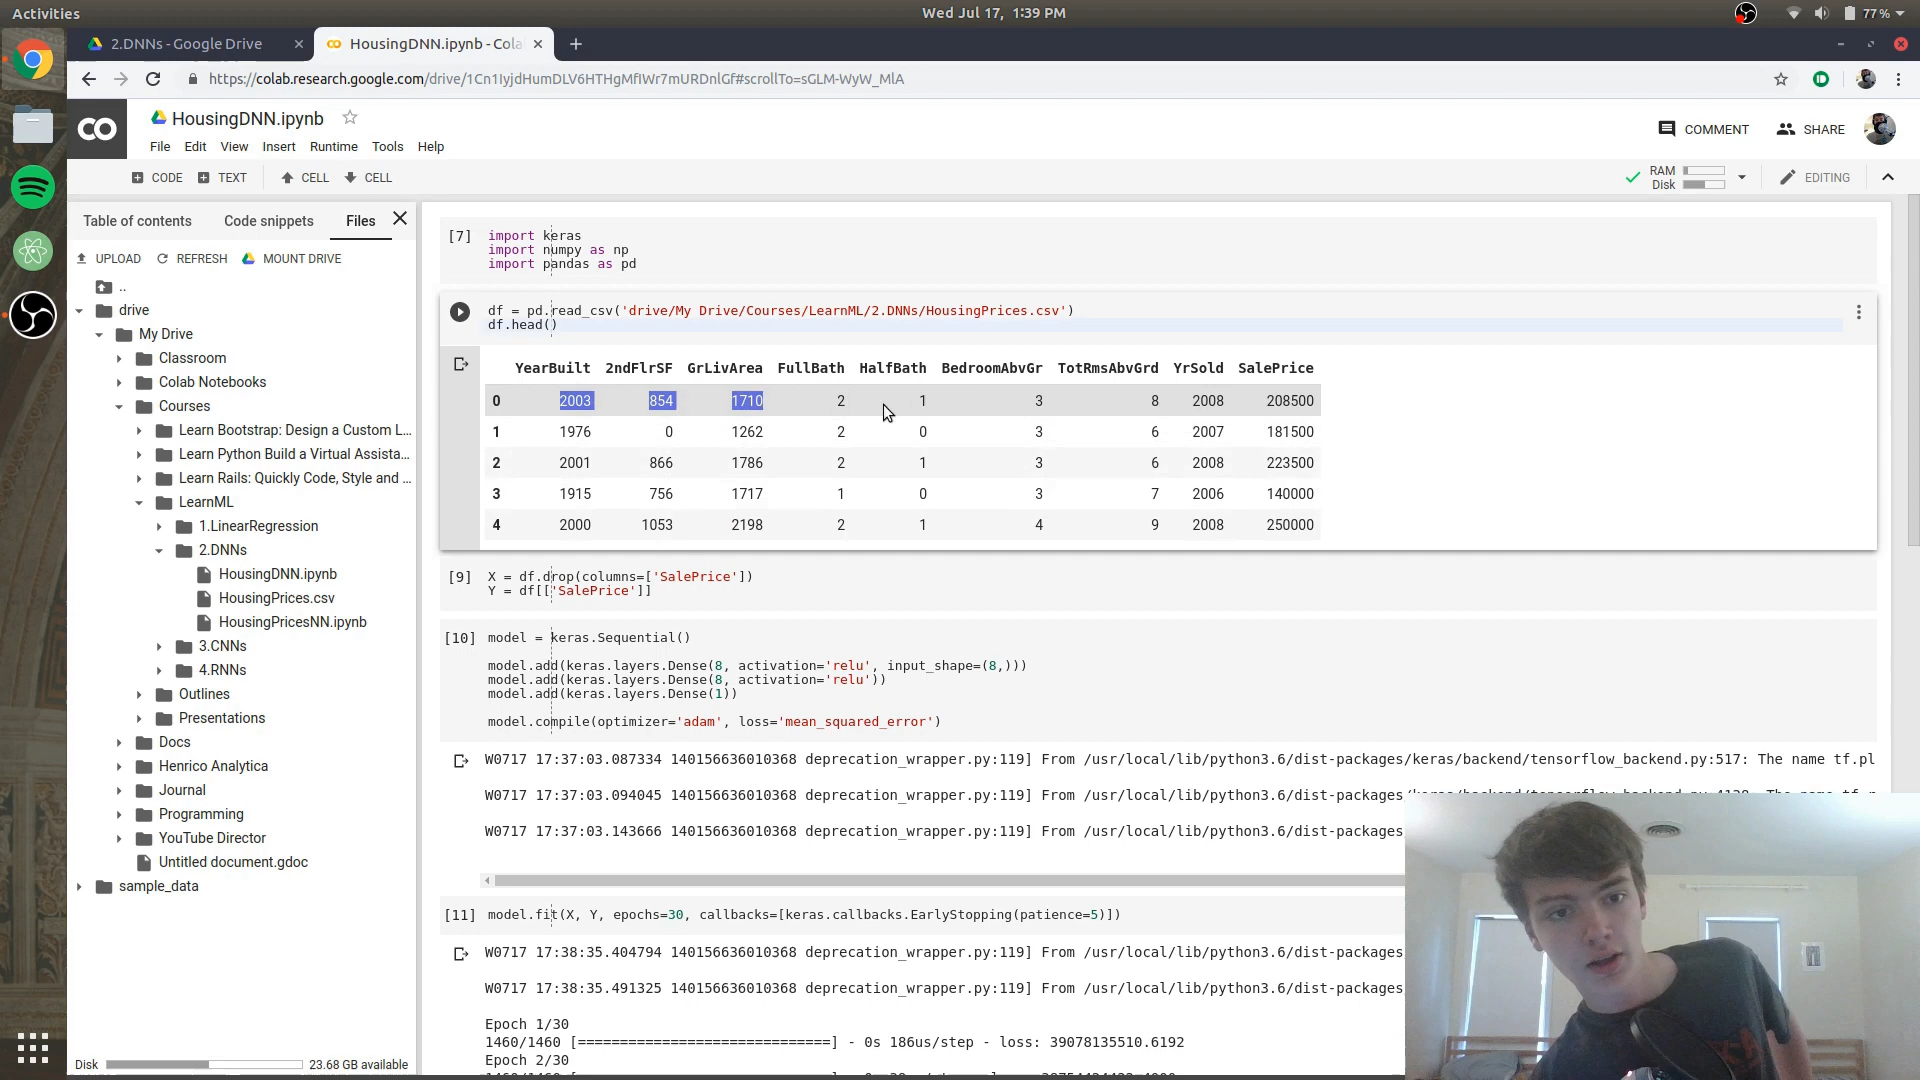 Activities
Wed Jul 17, 1:39 PM
77 %
2.DNNs - Google Drive
HousingDNN.ipynb - Cola
https://colab.research.google.com/drive/1Cn1IyjdHumDLV6HTHgMfIWr7mURDnlGf#scrollTo=sGLM-WyW_MlA
CO
HousingDNN.ipynb
COMMENT
SHARE
File Edit View Insert Runtime Tools Help
CODE TEXT CELL CELL
RAM
Disk
EDITING
Table of contents Code snippets Files
UPLOAD REFRESH MOUNT DRIVE
..
drive
My Drive
Classroom
Colab Notebooks
Courses
Learn Bootstrap: Design a Custom L...
Learn Python Build a Virtual Assista...
Learn Rails: Quickly Code, Style and ...
LearnML
1.LinearRegression
2.DNNs
HousingDNN.ipynb
HousingPrices.csv
HousingPricesNN.ipynb
3.CNNs
4.RNNs
Outlines
Presentations
Docs
Henrico Analytica
Journal
Programming
YouTube Director
Untitled document.gdoc
sample_data
Disk 23.68 GB available
[7] import keras
import numpy as np
import pandas as pd
df = pd.read_csv('drive/My Drive/Courses/LearnML/2.DNNs/HousingPrices.csv')
df.head()
YearBuilt 2ndFlrSF GrLivArea FullBath HalfBath BedroomAbvGr TotRmsAbvGrd YrSold SalePrice
0 2003 854 1710 2 1 3 8 2008 208500
1 1976 0 1262 2 0 3 6 2007 181500
2 2001 866 1786 2 1 3 6 2008 223500
3 1915 756 1717 1 0 3 7 2006 140000
4 2000 1053 2198 2 1 4 9 2008 250000
[9] X = df.drop(columns=['SalePrice'])
Y = df[['SalePrice']]
[10] model = keras.Sequential()
model.add(keras.layers.Dense(8, activation='relu', input_shape=(8,)))
model.add(keras.layers.Dense(8, activation='relu'))
model.add(keras.layers.Dense(1))
model.compile(optimizer='adam', loss='mean_squared_error')
W0717 17:37:03.087334 140156636010368 deprecation_wrapper.py:119] From /usr/local/lib/python3.6/dist-packages/keras/backend/tensorflow_backend.py:517: The name tf.pl
W0717 17:37:03.094045 140156636010368 deprecation_wrapper.py:119] From /usr/local/lib/python3.6/dist-packages/
W0717 17:37:03.143666 140156636010368 deprecation_wrapper.py:119] From /usr/local/lib/python3.6/dist-packages
[11] model.fit(X, Y, epochs=30, callbacks=[keras.callbacks.EarlyStopping(patience=5)])
W0717 17:38:35.404794 140156636010368 deprecation_wrapper.py:119] From /usr/local/lib/python3.6/dist-packages
W0717 17:38:35.491325 140156636010368 deprecation_wrapper.py:119] From /usr/local/lib/python3.6/dist-packages
Epoch 1/30
1460/1460 [==============================] - 0s 186us/step - loss: 39078135510.6192
Epoch 2/30